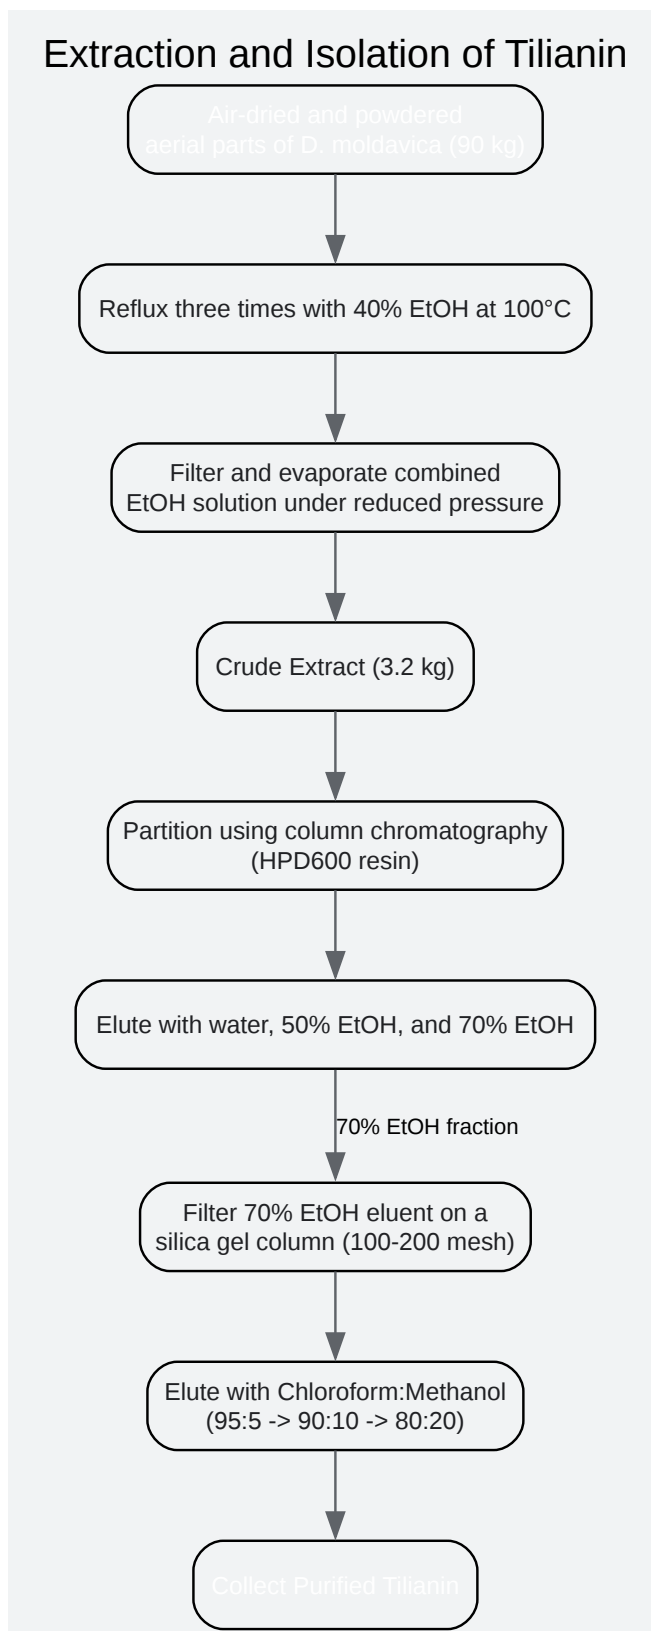 Extraction and Isolation of Tilianin
Air-dried and powdered
aerial parts of D. moldavica (90 kg)
Reflux three times with 40% EtOH at 100°C
Filter and evaporate combined
EtOH solution under reduced pressure
Crude Extract (3.2 kg)
Partition using column chromatography
(HPD600 resin)
Elute with water, 50% EtOH, and 70% EtOH
70% EtOH fraction
Filter 70% EtOH eluent on a
silica gel column (100-200 mesh)
Elute with Chloroform:Methanol
(95:5 -> 90:10 -> 80:20)
Collect Purified Tilianin